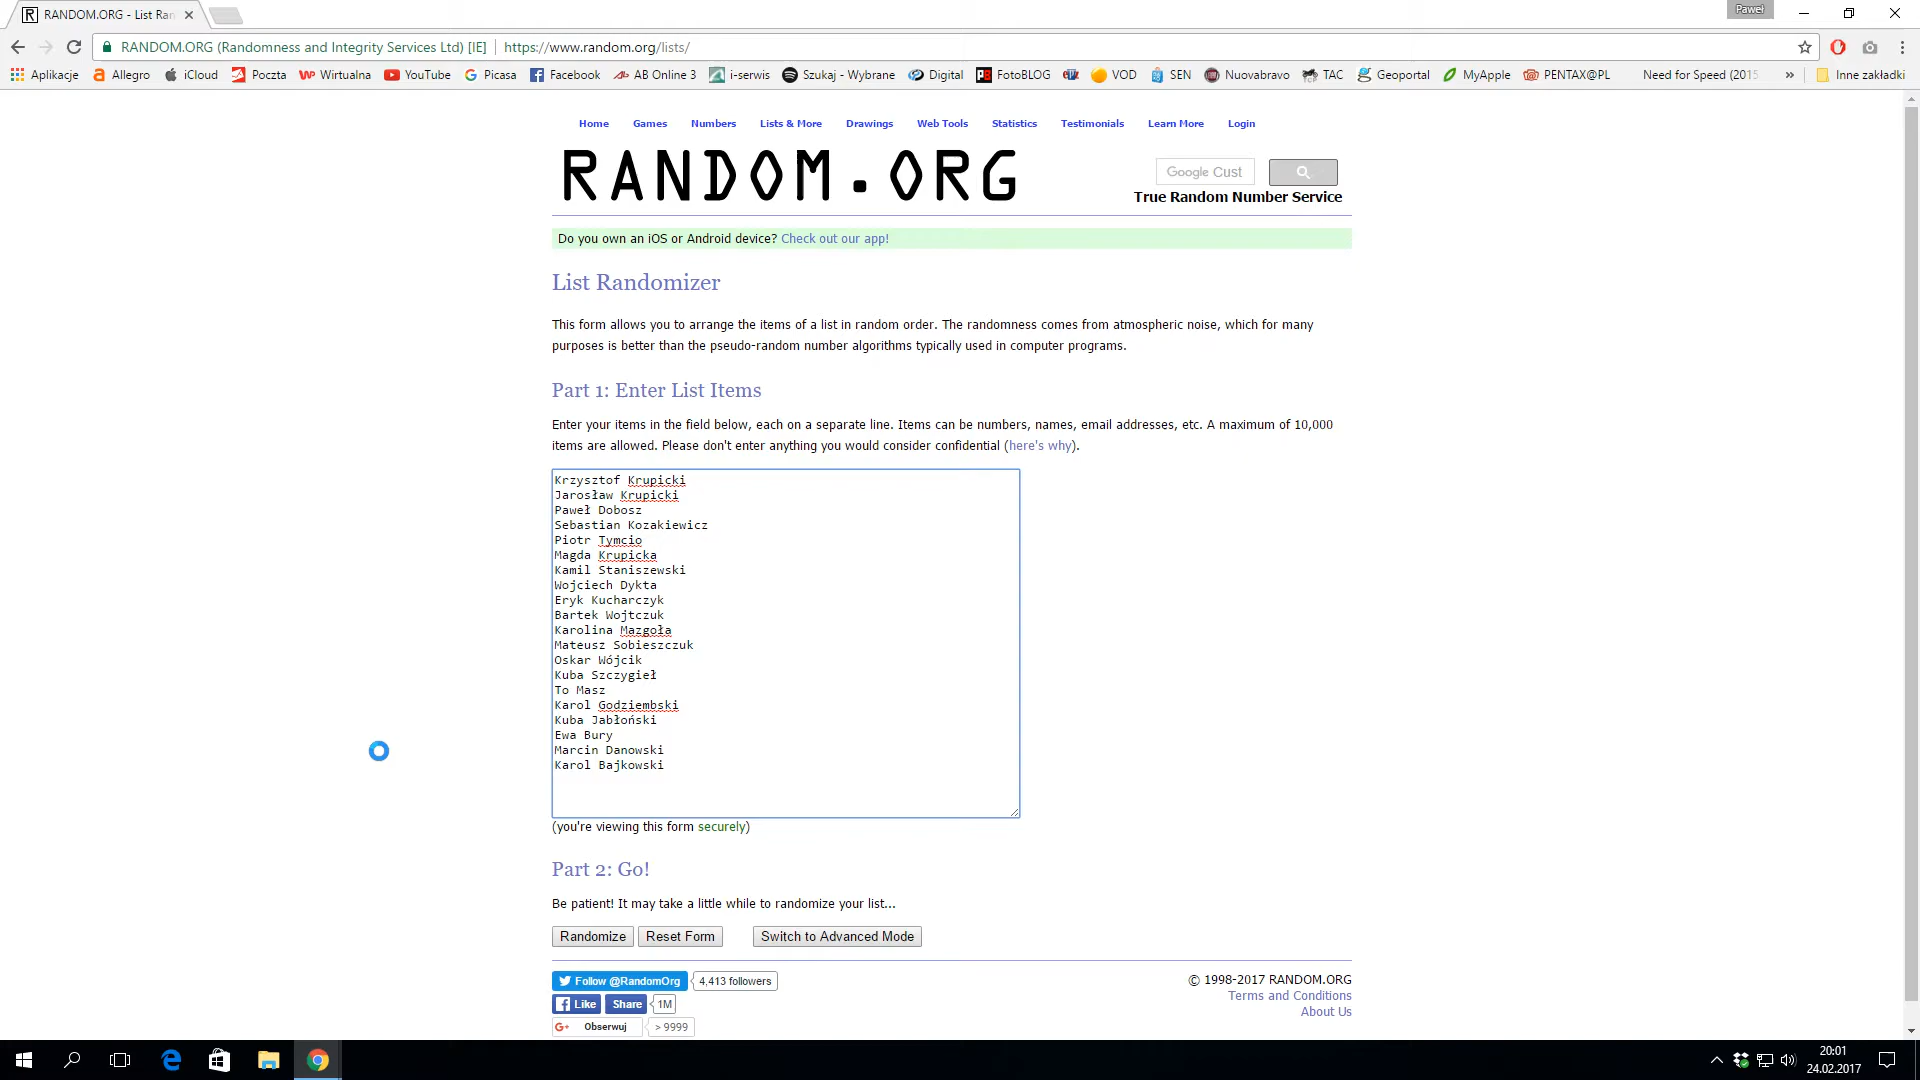 RANDOM.ORG - List Ran
Paweł
RANDOM.ORG (Randomness and Integrity Services Ltd) [IE] https://www.random.org/lists/
Aplikacje Allegro iCloud Poczta Wirtualna YouTube Picasa Facebook AB Online 3 i-serwis Szukaj - Wybrane Digital FotoBLOG VOD SEN Nuovabravo TAC Geoportal MyApple PENTAX@PL Need for Speed (2015 » Inne zakładki
Home Games Numbers Lists & More Drawings Web Tools Statistics Testimonials Learn More Login
RANDOM.ORG
Google Cust
True Random Number Service
Do you own an iOS or Android device? Check out our app!
List Randomizer
This form allows you to arrange the items of a list in random order. The randomness comes from atmospheric noise, which for many
purposes is better than the pseudo-random number algorithms typically used in computer programs.
Part 1: Enter List Items
Enter your items in the field below, each on a separate line. Items can be numbers, names, email addresses, etc. A maximum of 10,000
items are allowed. Please don't enter anything you would consider confidential (here's why).
Krzysztof Krupicki
Jarosław Krupicki
Paweł Dobosz
Sebastian Kozakiewicz
Piotr Tymcio
Magda Krupicka
Kamil Staniszewski
Wojciech Dykta
Eryk Kucharczyk
Bartek Wojtczuk
Karolina Mazgoła
Mateusz Sobieszczuk
Oskar Wójcik
Kuba Szczygieł
To Masz
Karol Godziembski
Kuba Jabłoński
Ewa Bury
Marcin Danowski
Karol Bajkowski
(you're viewing this form securely)
Part 2: Go!
Be patient! It may take a little while to randomize your list...
Randomize Reset Form Switch to Advanced Mode
Follow @RandomOrg 4,413 followers
Like Share 1M
G+ Obserwuj > 9999
© 1998-2017 RANDOM.ORG
Terms and Conditions
About Us
20:01
24.02.2017